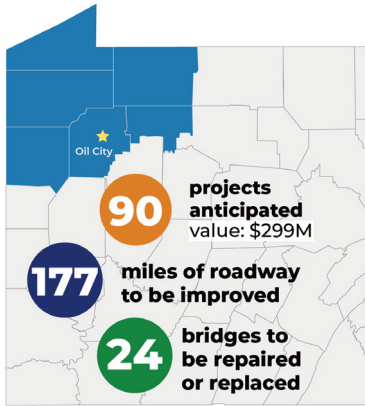 Oil City
90
projects
anticipated
value: $299M
177
miles of roadway
to be improved
24
bridges to
be repaired
or replaced